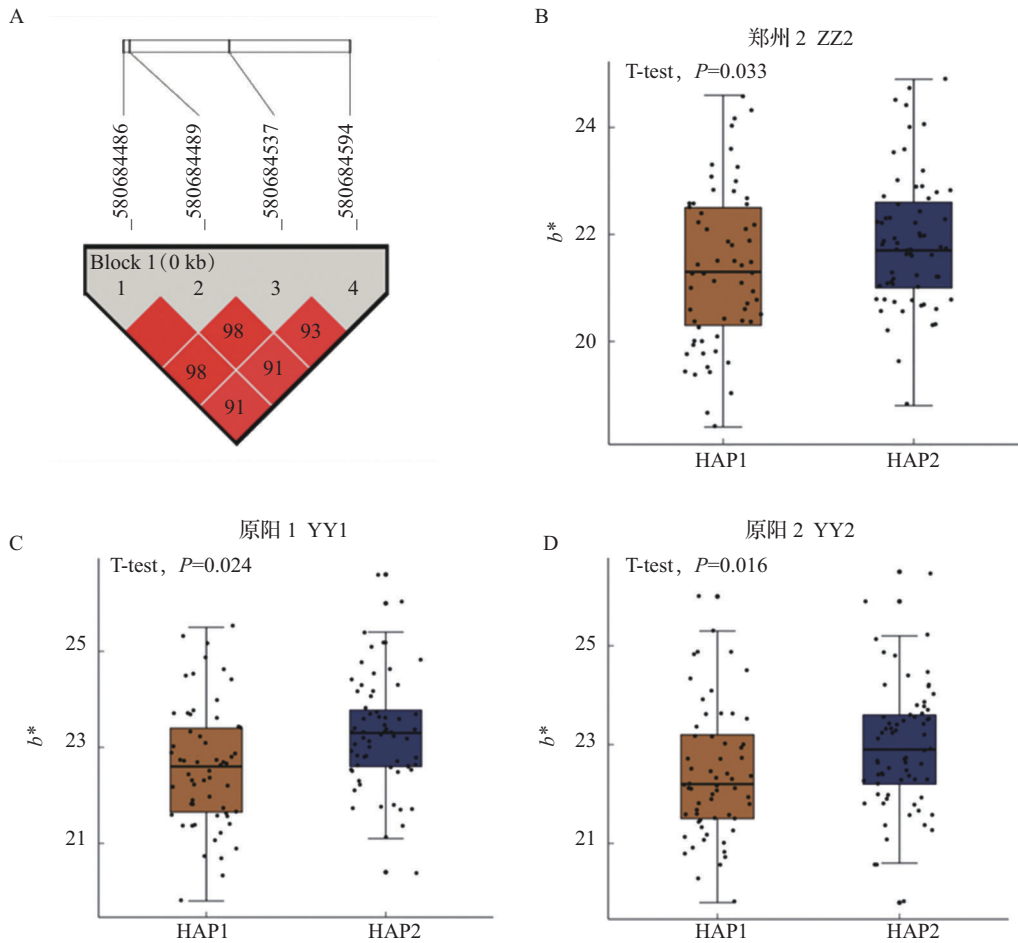 A
580684486
580684489
580684537
580684594
Block 1 (0 kb)
1 2 3 4
98 93
98 91
91
B
郑州 2 ZZ2
T-test，P=0.033
b*
24
22
20
HAP1 HAP2
C
原阳 1 YY1
T-test，P=0.024
b*
25
23
21
HAP1 HAP2
D
原阳 2 YY2
T-test，P=0.016
b*
25
23
21
HAP1 HAP2